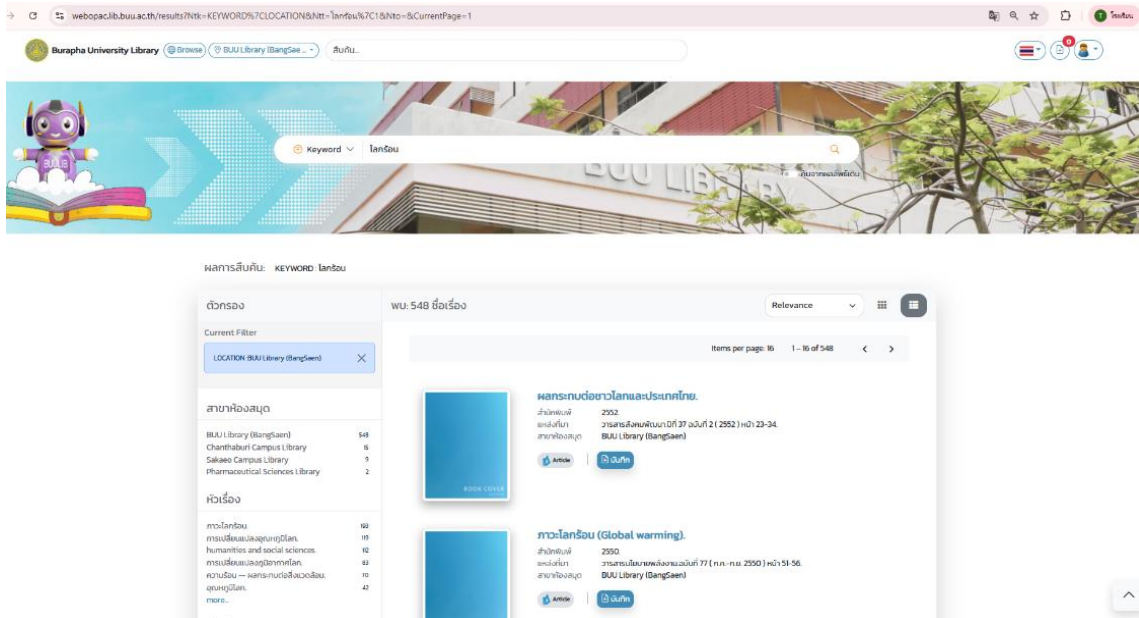 webopac.lib.buu.ac.th/results?Ntk=KEYWORD%7CLOCATION&Ntt=โลกร้อน%7C1&Nto=&CurrentPage=1
Burapha University Library
Browse
BUU Library (BangSae...
สืบค้น...
0
BUULIB
Keyword
โลกร้อน
BUU LIBRARY
ผลการสืบค้น: KEYWORD: โลกร้อน
ตัวกรอง
พบ: 548 ชื่อเรื่อง
Relevance
Current Filter
LOCATION: BUU Library (BangSaen)
Items per page: 16 1 – 16 of 548
สาขาห้องสมุด
BUU Library (BangSaen) 548
Chanthaburi Campus Library 16
Sakaeo Campus Library 9
Pharmaceutical Sciences Library 2
หัวเรื่อง
ภาวะโลกร้อน. 193
การเปลี่ยนแปลงอุณหภูมิโลก. 119
humanities and social sciences. 112
การเปลี่ยนแปลงภูมิอากาศโลก. 83
ความร้อน -- ผลกระทบต่อสิ่งแวดล้อม. 70
อุณหภูมิโลก. 42
more..
ผลกระทบต่อชาวโลกและประเทศไทย.
สำนักพิมพ์ 2552.
แหล่งที่มา วารสารสังคมพัฒนา ปีที่ 37 ฉบับที่ 2 ( 2552 ) หน้า 23-34.
สาขาห้องสมุด BUU Library (BangSaen)
Article
บันทึก
BOOK COVER
ภาวะโลกร้อน (Global warming).
สำนักพิมพ์ 2550.
แหล่งที่มา วารสารนโยบายพลังงาน ฉบับที่ 77 ( ก.ค.-ก.ย. 2550 ) หน้า 51-56.
สาขาห้องสมุด BUU Library (BangSaen)
Article
บันทึก